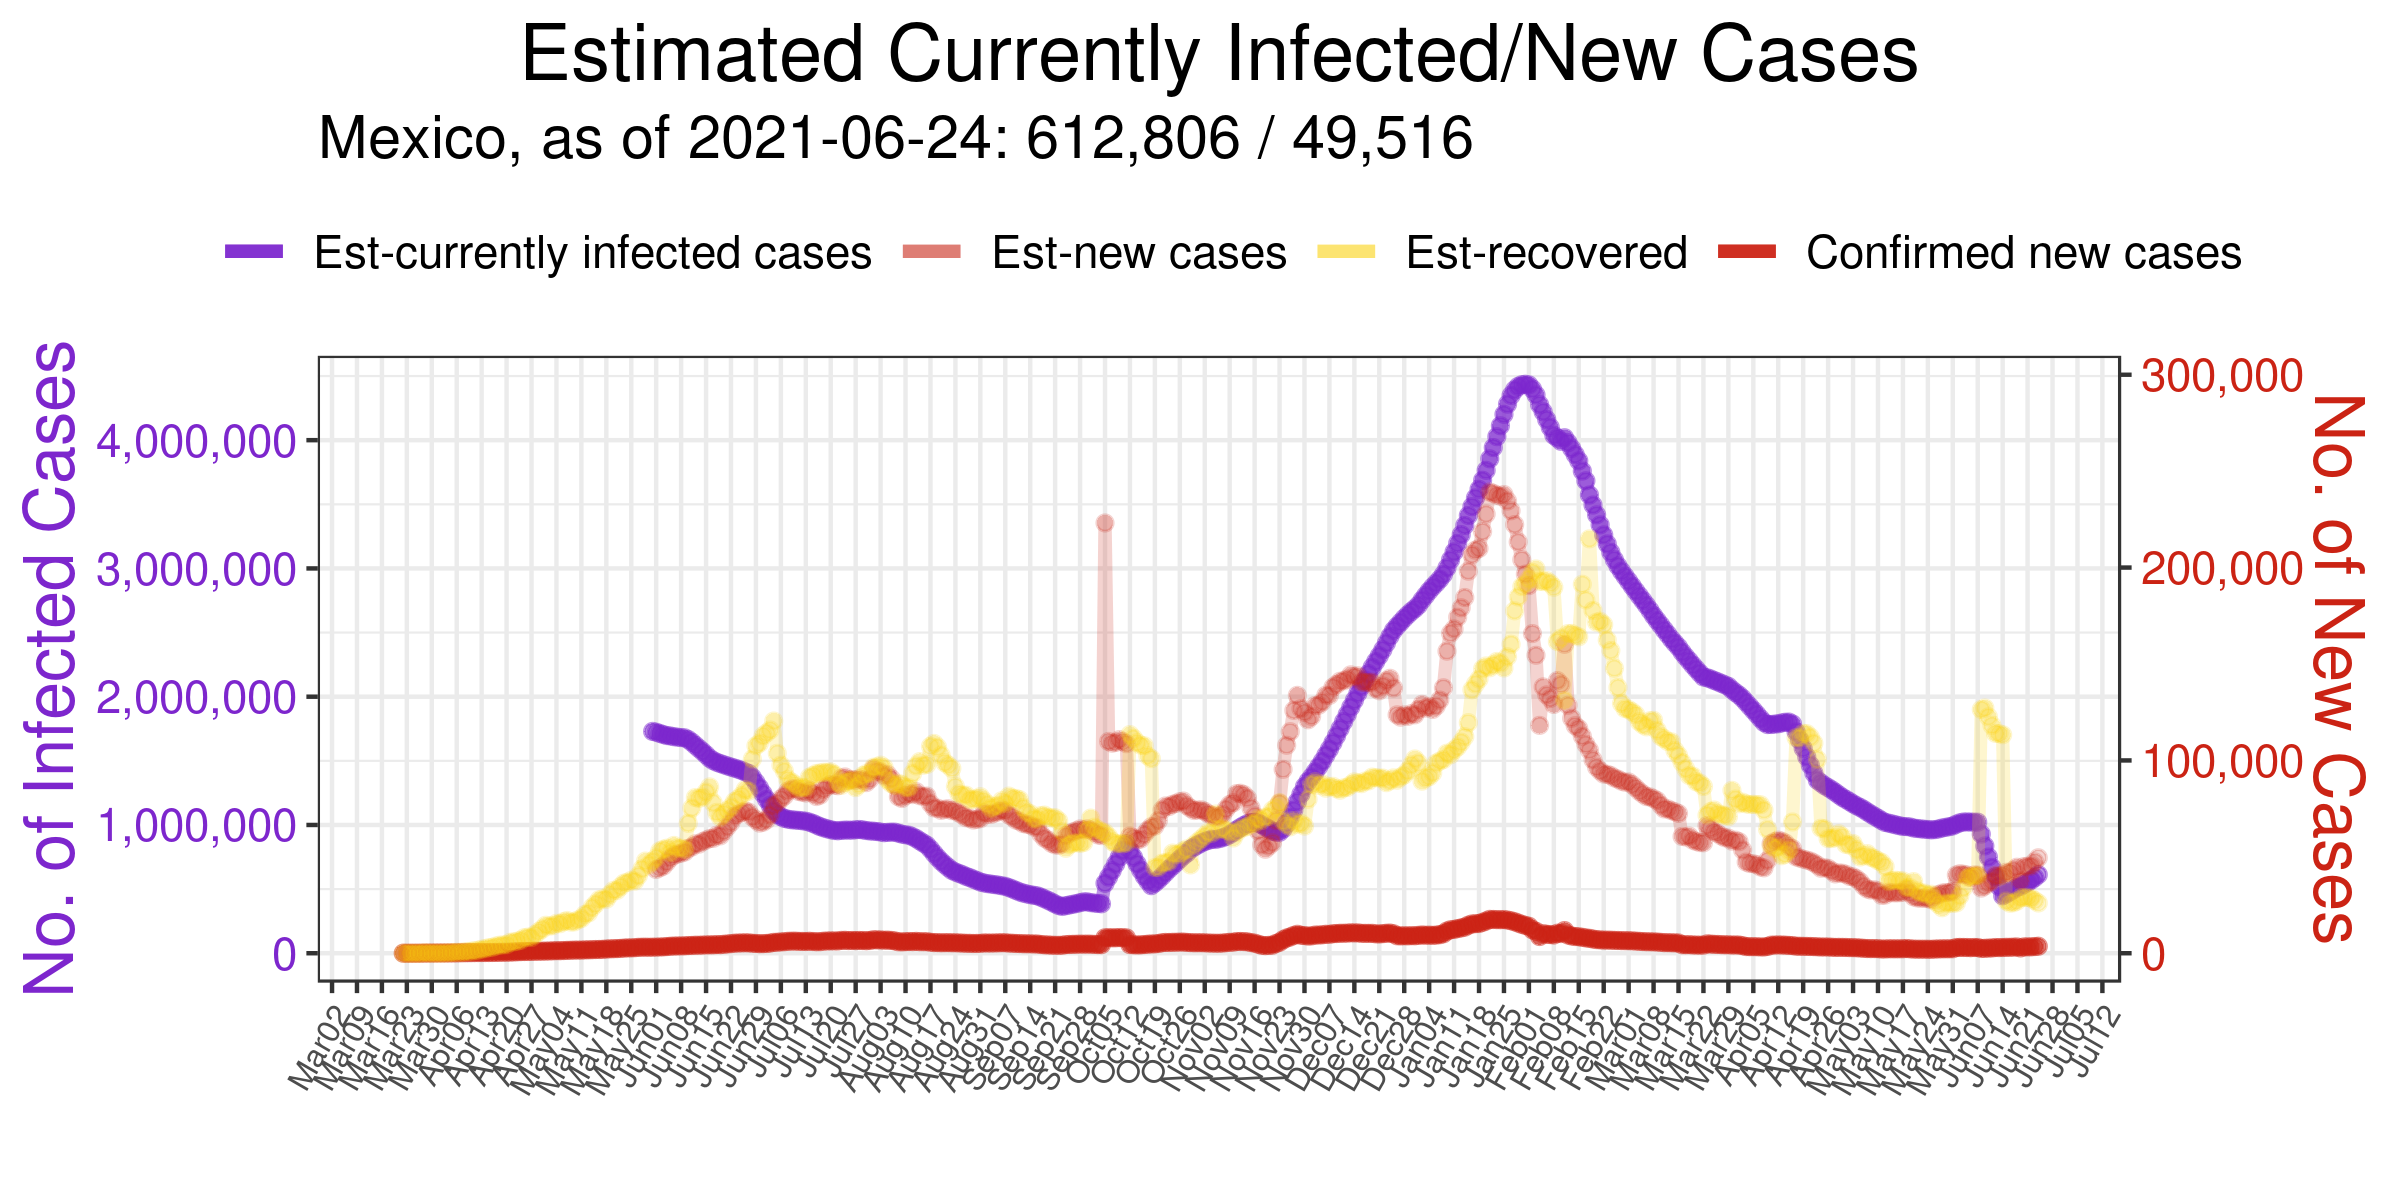 Estimated Currently Infected/New Cases
Mexico, as of 2021-06-24: 612,806 / 49,516
Est-currently infected cases Est-new cases Est-recovered Confirmed new cases
No. of Infected Cases
4,000,000
3,000,000
2,000,000
1,000,000
0
300,000
200,000
100,000
0
No. of New Cases
Mar02 Mar09 Mar16 Mar23 Mar30 Apr06 Apr13 Apr20 Apr27 May04 May11 May18 May25 Jun01 Jun08 Jun15 Jun22 Jun29 Jul06 Jul13 Jul20 Jul27 Aug03 Aug10 Aug17 Aug24 Aug31 Sep07 Sep14 Sep21 Sep28 Oct05 Oct12 Oct19 Oct26 Nov02 Nov09 Nov16 Nov23 Nov30 Dec07 Dec14 Dec21 Dec28 Jan04 Jan11 Jan18 Jan25 Feb01 Feb08 Feb15 Feb22 Mar01 Mar08 Mar15 Mar22 Mar29 Apr05 Apr12 Apr19 Apr26 May03 May10 May17 May24 May31 Jun07 Jun14 Jun21 Jun28 Jul05 Jul12